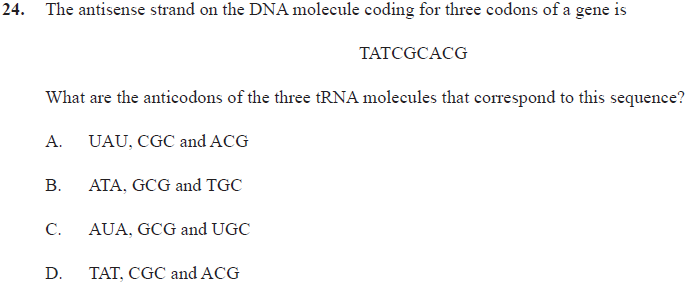 24. The antisense strand on the DNA molecule coding for three codons of a gene is
TATCGCACG
What are the anticodons of the three tRNA molecules that correspond to this sequence?
A. UAU, CGC and ACG
B. ATA, GCG and TGC
C. AUA, GCG and UGC
D. TAT, CGC and ACG